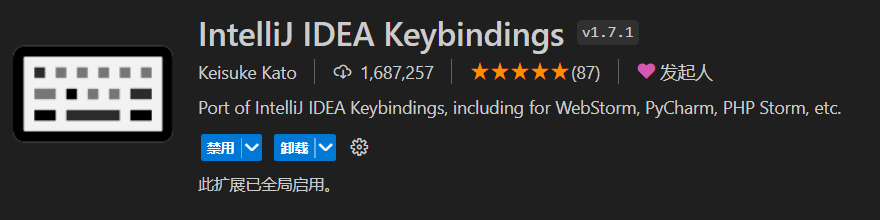 IntelliJ IDEA Keybindings v1.7.1
Keisuke Kato 1,687,257 (87) 发起人
Port of IntelliJ IDEA Keybindings, including for WebStorm, PyCharm, PHP Storm, etc.
禁用 卸载
此扩展已全局启用。